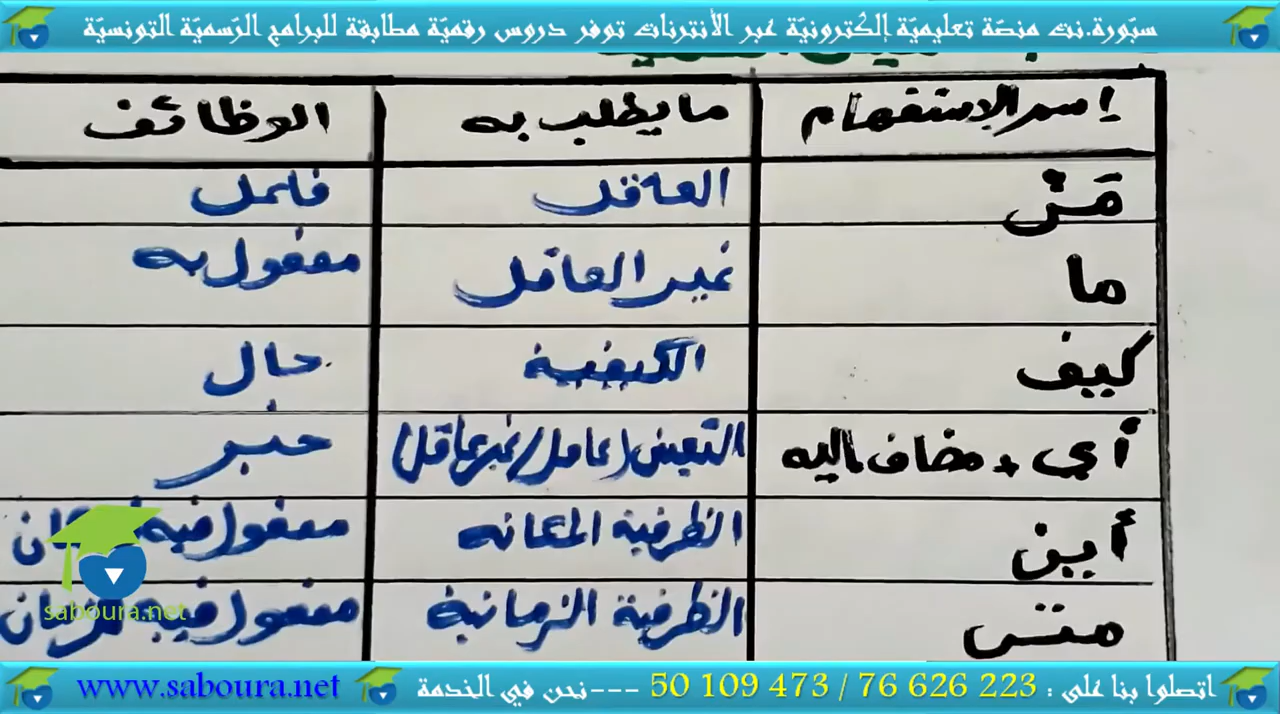 سبّورة.نت منصّة تعليميّة إلكترونيّة عبر الأنترنات توفر دروس رقميّة مطابقة للبرامج الرّسميّة التونسيّة
إسم الإستفهام ما يطلب به الوظائف
مَنْ العاقل فاعل
ما غير العاقل مفعول به
كيف الكيفية حال
أي + مضاف إليه التعيين (عاقل/غير عاقل) خبر
أين الظرفية المكانية مفعول فيه
متى الظرفية الزمانية مفعول فيه
saboura.net
اتصلوا بنا على : 223 626 76 / 473 109 50 ---نحن في الخدمة www.saboura.net